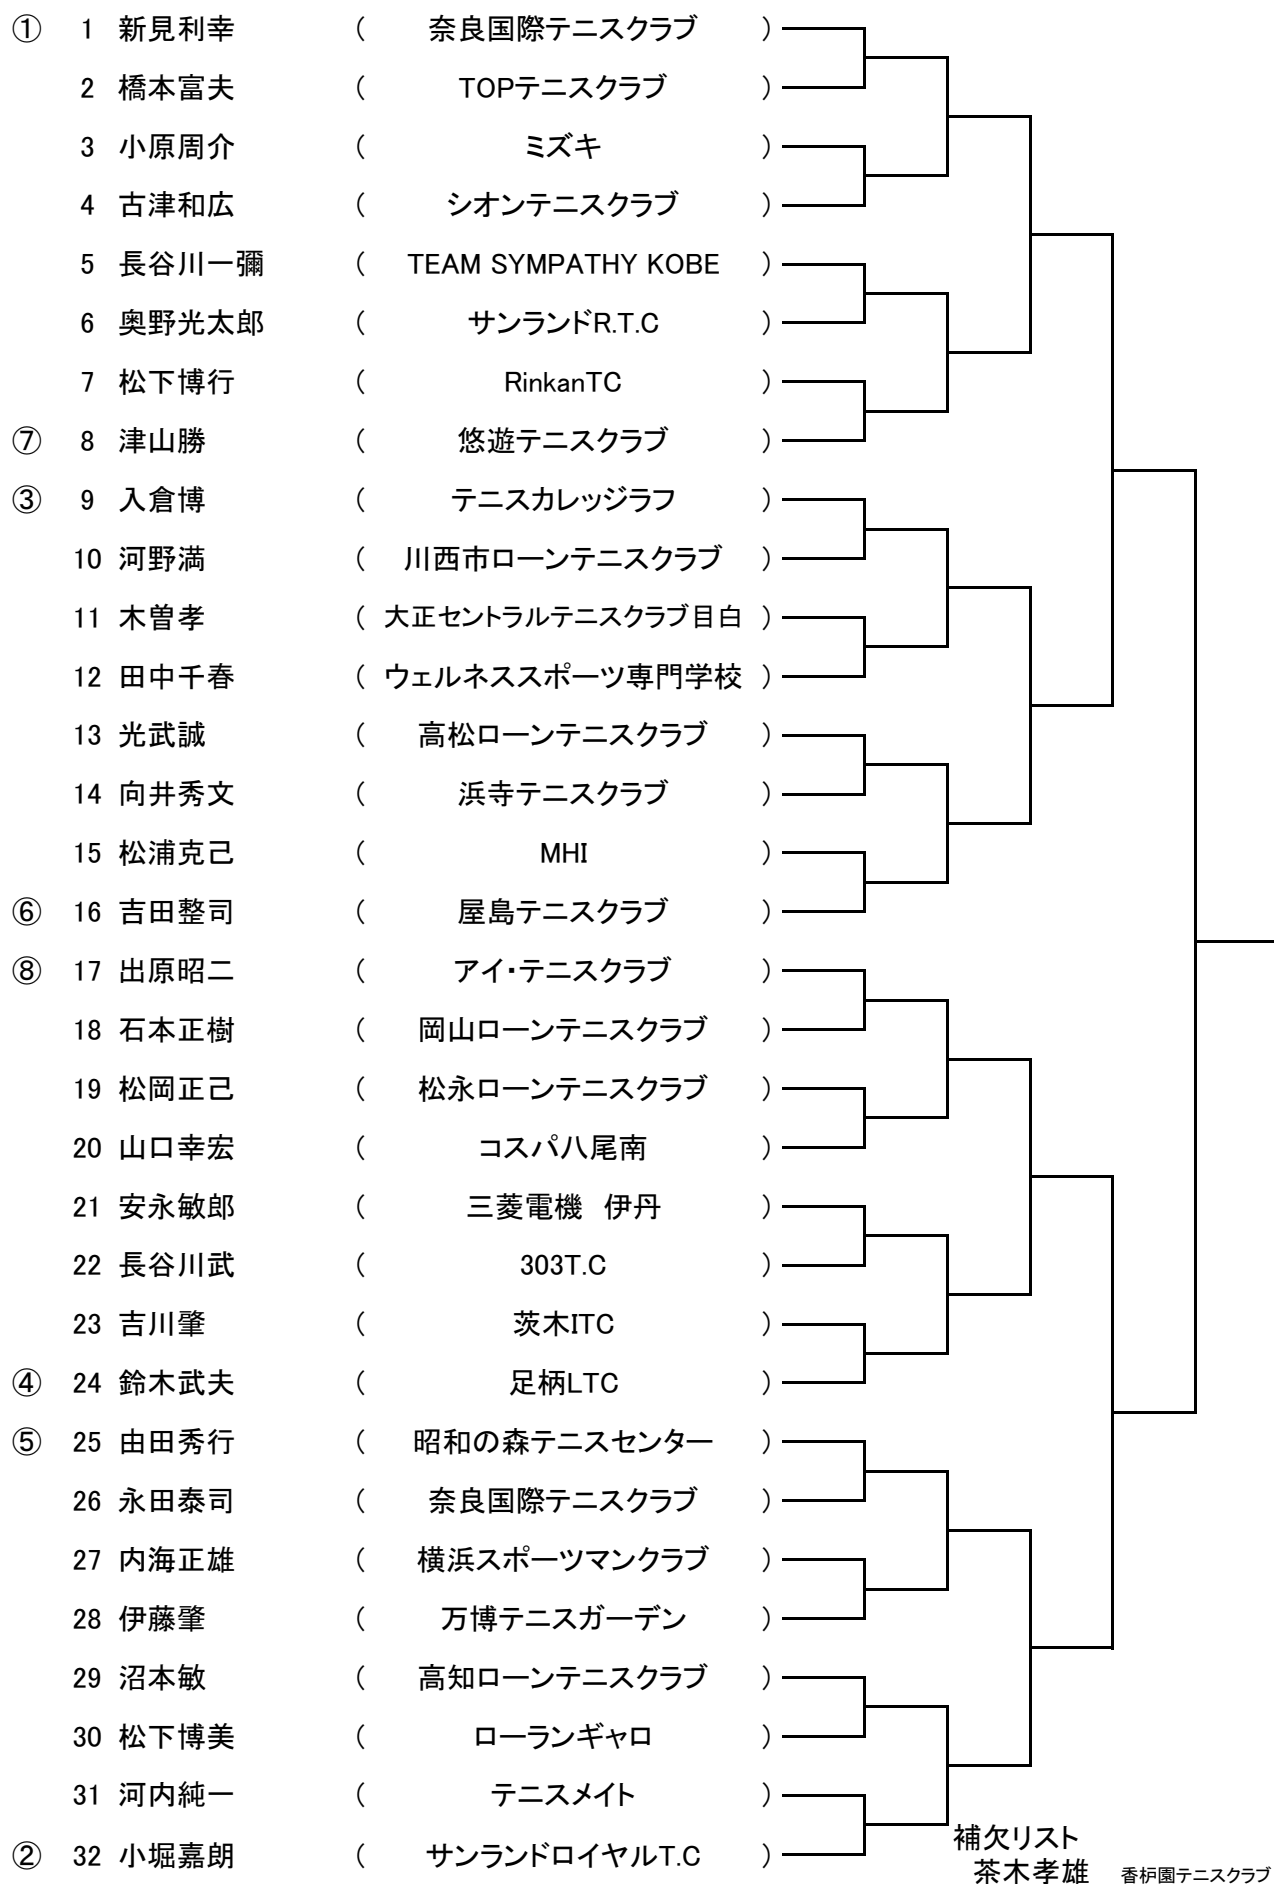 ① 1 新見利幸 ( 奈良国際テニスクラブ )
2 橋本富夫 ( TOPテニスクラブ )
3 小原周介 ( ミズキ )
4 古津和広 ( シオンテニスクラブ )
5 長谷川一彌 ( TEAM SYMPATHY KOBE )
6 奥野光太郎 ( サンランドR.T.C )
7 松下博行 ( RinkanTC )
⑦ 8 津山勝 ( 悠遊テニスクラブ )
③ 9 入倉博 ( テニスカレッジラフ )
10 河野満 ( 川西市ローンテニスクラブ )
11 木曽孝 ( 大正セントラルテニスクラブ目白 )
12 田中千春 ( ウェルネススポーツ専門学校 )
13 光武誠 ( 高松ローンテニスクラブ )
14 向井秀文 ( 浜寺テニスクラブ )
15 松浦克己 ( MHI )
⑥ 16 吉田整司 ( 屋島テニスクラブ )
⑧ 17 出原昭二 ( アイ・テニスクラブ )
18 石本正樹 ( 岡山ローンテニスクラブ )
19 松岡正己 ( 松永ローンテニスクラブ )
20 山口幸宏 ( コスパ八尾南 )
21 安永敏郎 ( 三菱電機　伊丹 )
22 長谷川武 ( 303T.C )
23 吉川肇 ( 茨木ITC )
④ 24 鈴木武夫 ( 足柄LTC )
⑤ 25 由田秀行 ( 昭和の森テニスセンター )
26 永田泰司 ( 奈良国際テニスクラブ )
27 内海正雄 ( 横浜スポーツマンクラブ )
28 伊藤肇 ( 万博テニスガーデン )
29 沼本敏 ( 高知ローンテニスクラブ )
30 松下博美 ( ローランギャロ )
31 河内純一 ( テニスメイト )
② 32 小堀嘉朗 ( サンランドロイヤルT.C )
補欠リスト
茶木孝雄 香枦園テニスクラブ